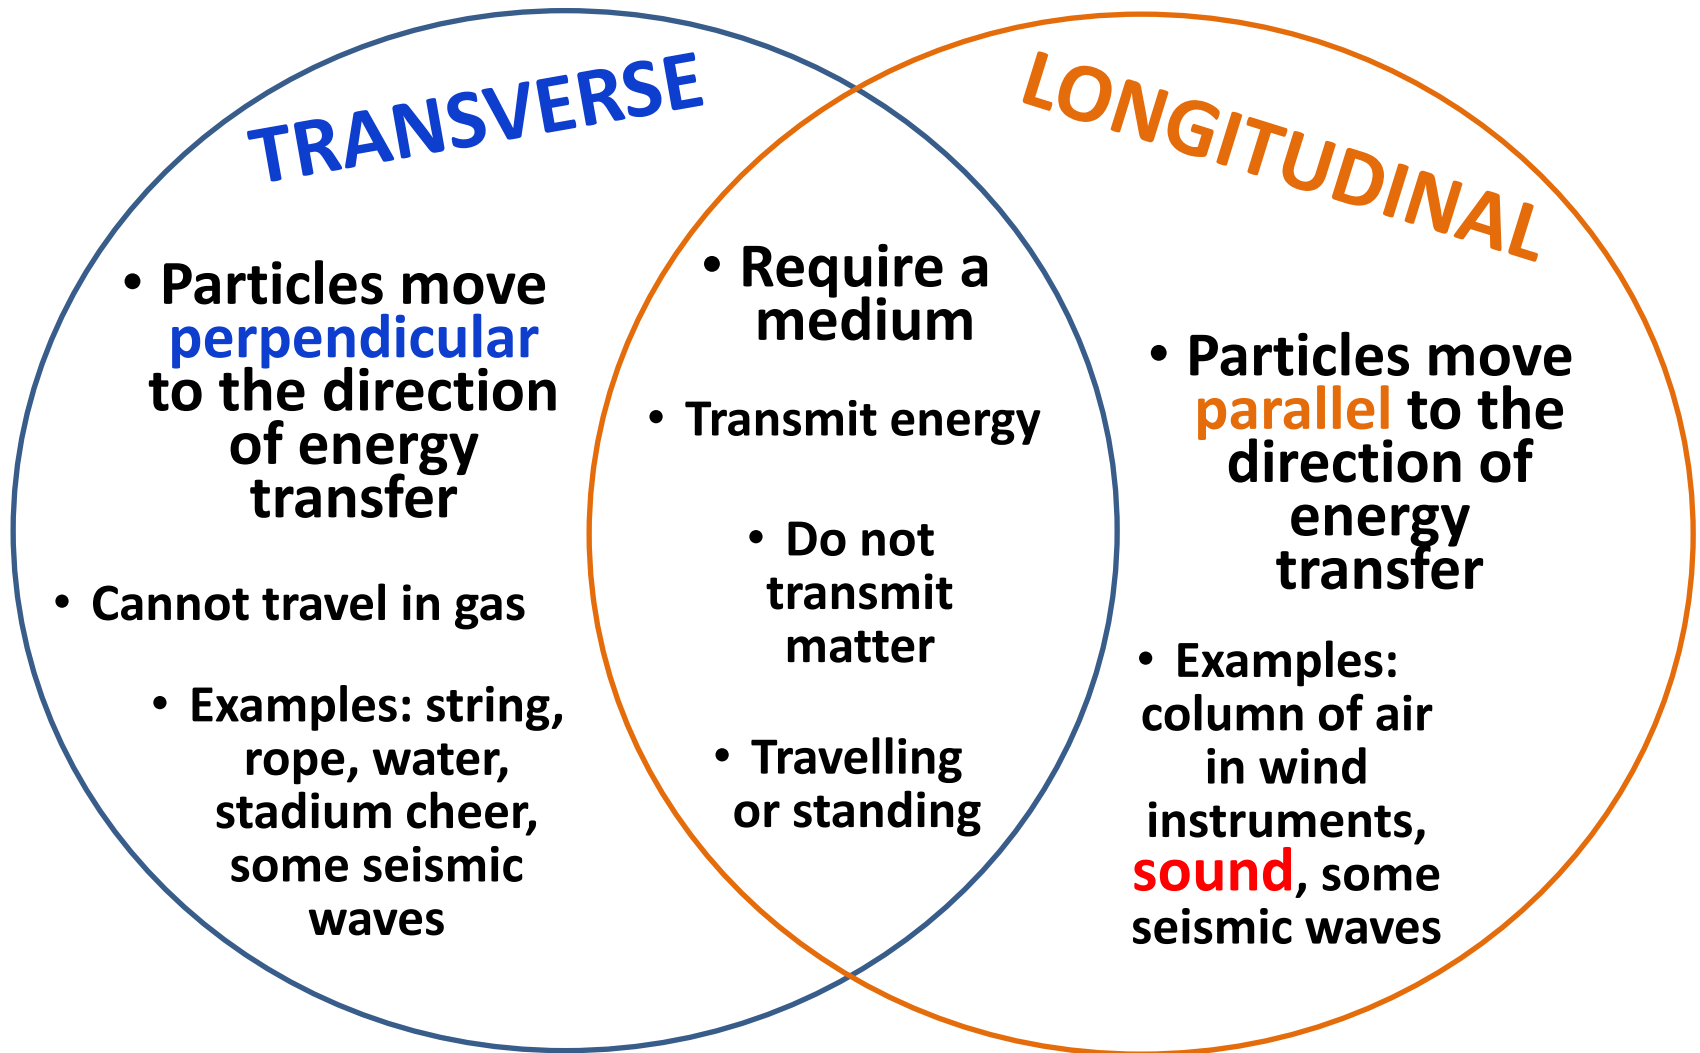 TRANSVERSE
• Particles move
perpendicular
to the direction
of energy
transfer
• Cannot travel in gas
• Examples: string,
rope, water,
stadium cheer,
some seismic
waves
• Require a
medium
• Transmit energy
• Do not
transmit
matter
• Travelling
or standing
LONGITUDINAL
• Particles move
parallel to the
direction of
energy
transfer
• Examples:
column of air
in wind
instruments,
sound, some
seismic waves